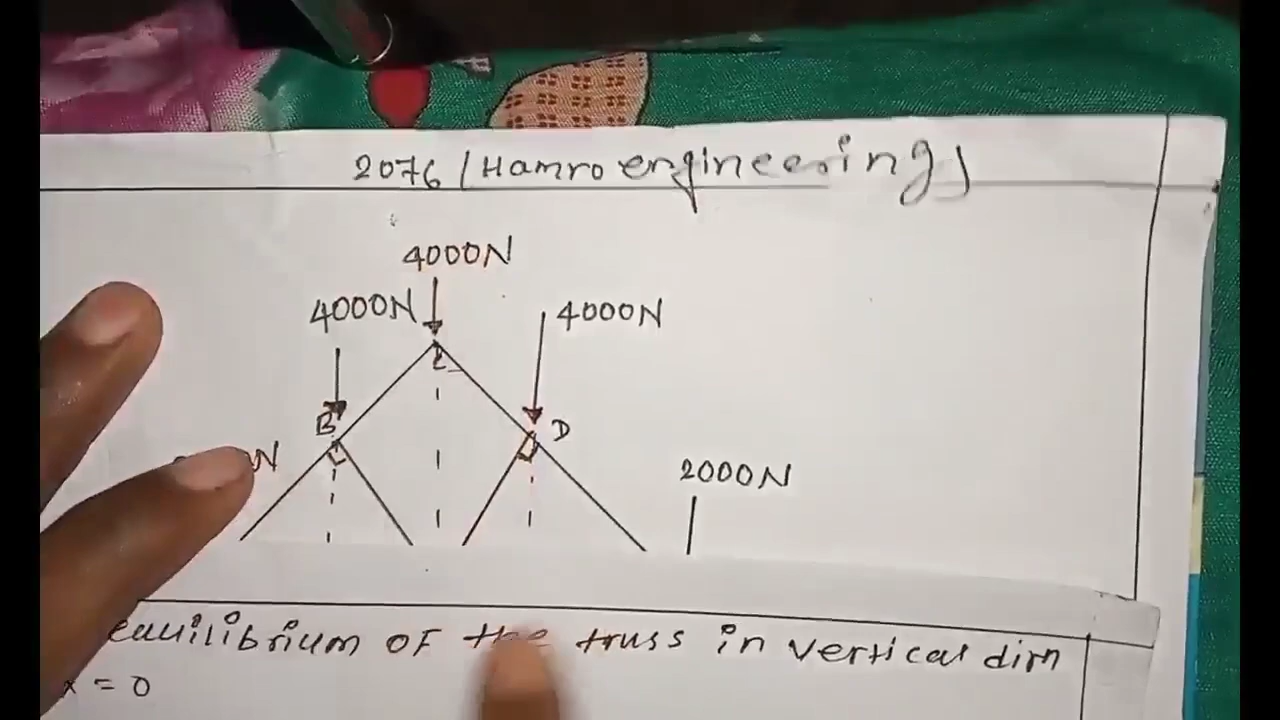 2076 / Hamro engineering)
4000N
4000N
4000N
B
D
N
2000N
equilibrium OF the truss in vertical dirn
x = 0